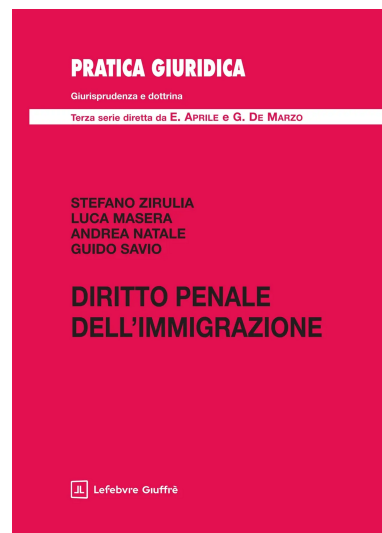 PRATICA GIURIDICA
Giurisprudenza e dottrina
Terza serie diretta da E. APRILE e G. DE MARZO
STEFANO ZIRULIA
LUCA MASERA
ANDREA NATALE
GUIDO SAVIO
DIRITTO PENALE
DELL'IMMIGRAZIONE
JL Lefebvre Giuffrè